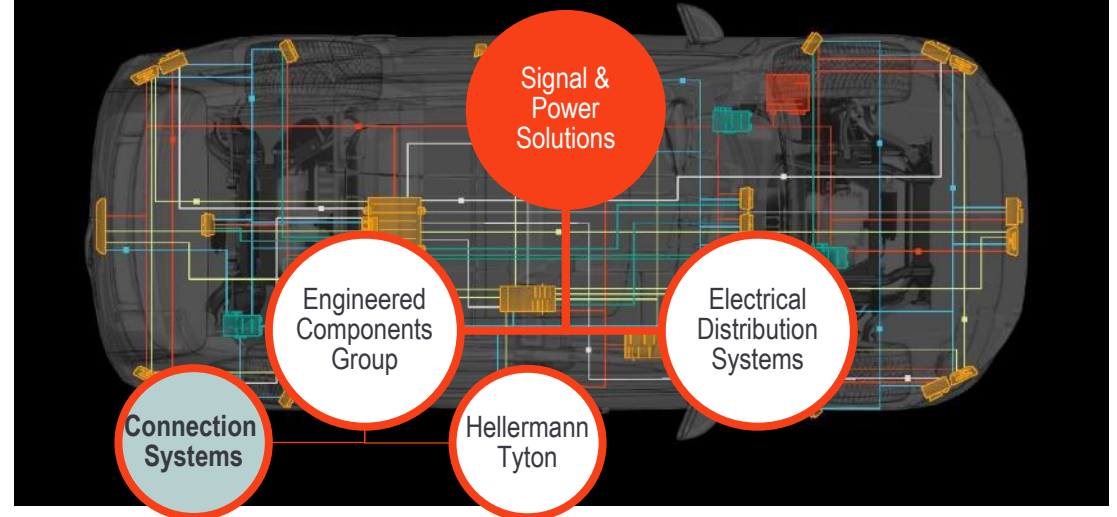 Signal &
Power
Solutions
Engineered
Components
Group
Electrical
Distribution
Systems
Connection
Systems
Hellermann
Tyton